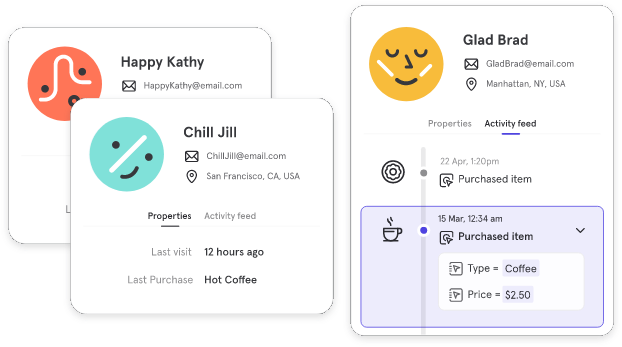 Happy Kathy
HappyKathy@email.com
Chill Jill
ChillJill@email.com
San Francisco, CA, USA
Properties Activity feed
Last visit 12 hours ago
Last Purchase Hot Coffee
Glad Brad
GladBrad@email.com
Manhattan, NY, USA
Properties Activity feed
22 Apr, 1:20pm
Purchased item
15 Mar, 12:34 am
Purchased item
Type = Coffee
Price = $2.50